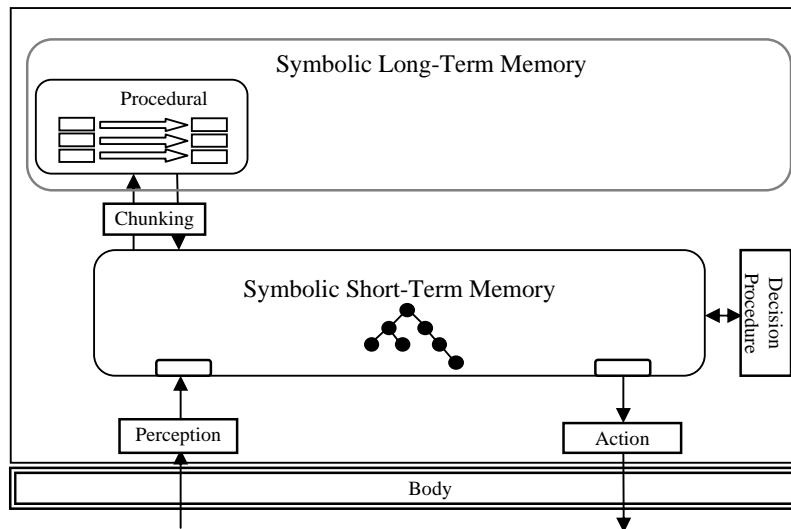 Symbolic Long-Term Memory
Procedural
Chunking
Symbolic Short-Term Memory
Decision
Procedure
Perception
Action
Body